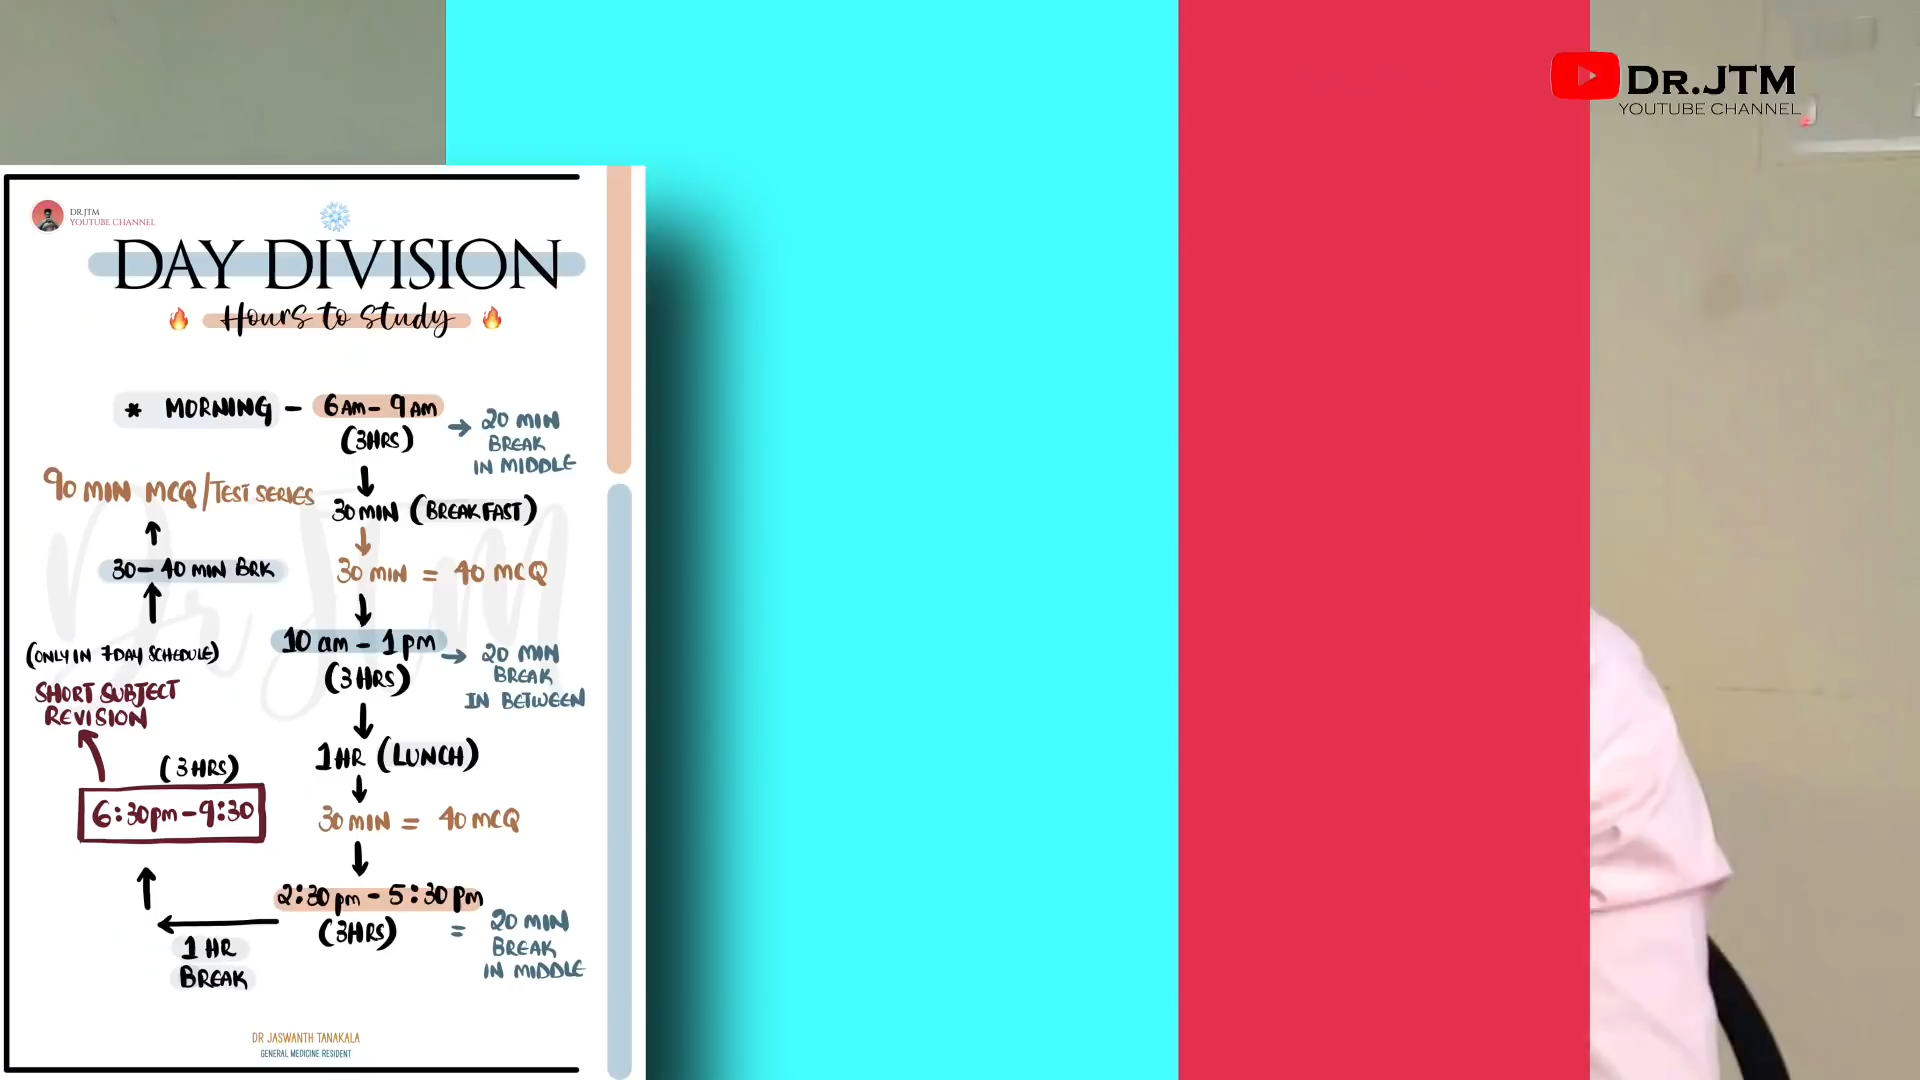 DR.JTM
YOUTUBE CHANNEL
DR.JTM
YOUTUBE CHANNEL
DAY DIVISION
Hours to study
* MORNING - 6AM - 9AM
(3HRS)
→ 20 MIN
BREAK
IN MIDDLE
30 MIN (BREAKFAST)
30 MIN = 40 MCQ
10 am - 1 pm
(3HRS)
→ 20 MIN
BREAK
IN BETWEEN
1HR (LUNCH)
30 MIN = 40 MCQ
2:30 pm - 5:30 pm
(3HRS)
= 20 MIN
BREAK
IN MIDDLE
1 HR
BREAK
6:30pm - 9:30
(3HRS)
SHORT SUBJECT
REVISION
(ONLY IN 7DAY SCHEDULE)
30 - 40 MIN BRK
90 MIN MCQ/TEST SERIES
Dr JTM
DR JASWANTH TANAKALA
GENERAL MEDICINE RESIDENT